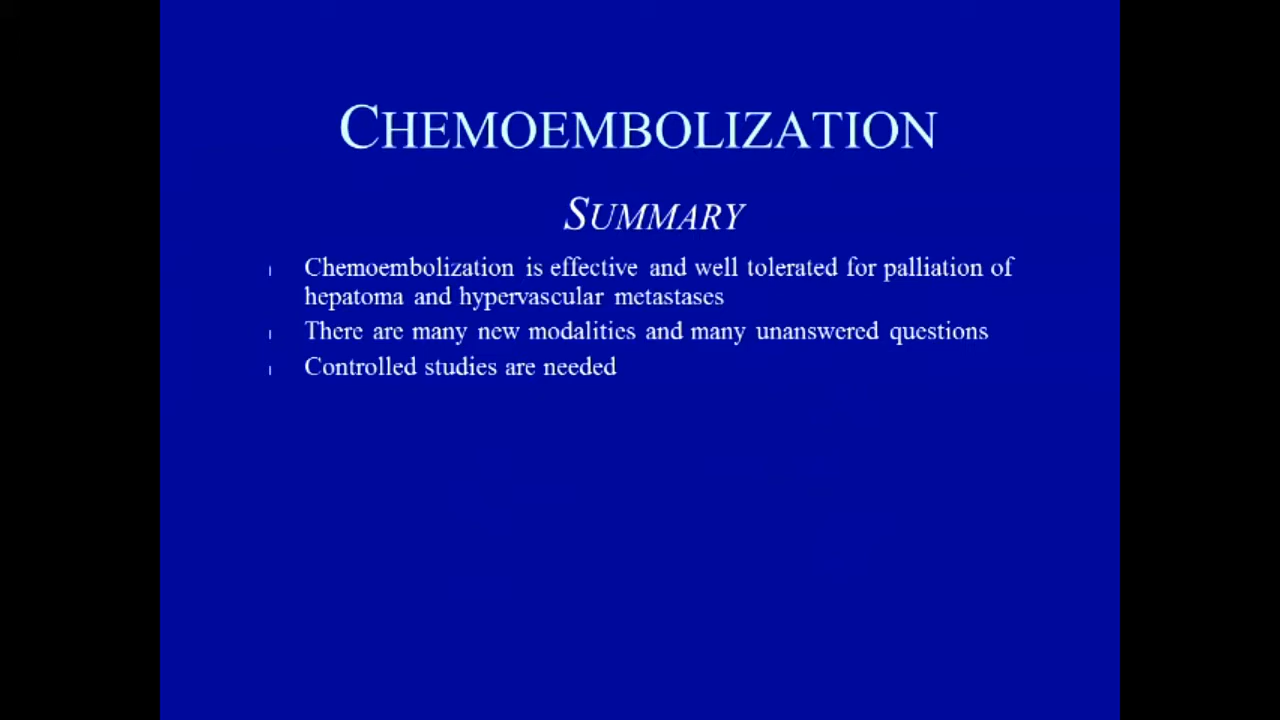 CHEMOEMBOLIZATION
SUMMARY
Chemoembolization is effective and well tolerated for palliation of
hepatoma and hypervascular metastases
There are many new modalities and many unanswered questions
Controlled studies are needed